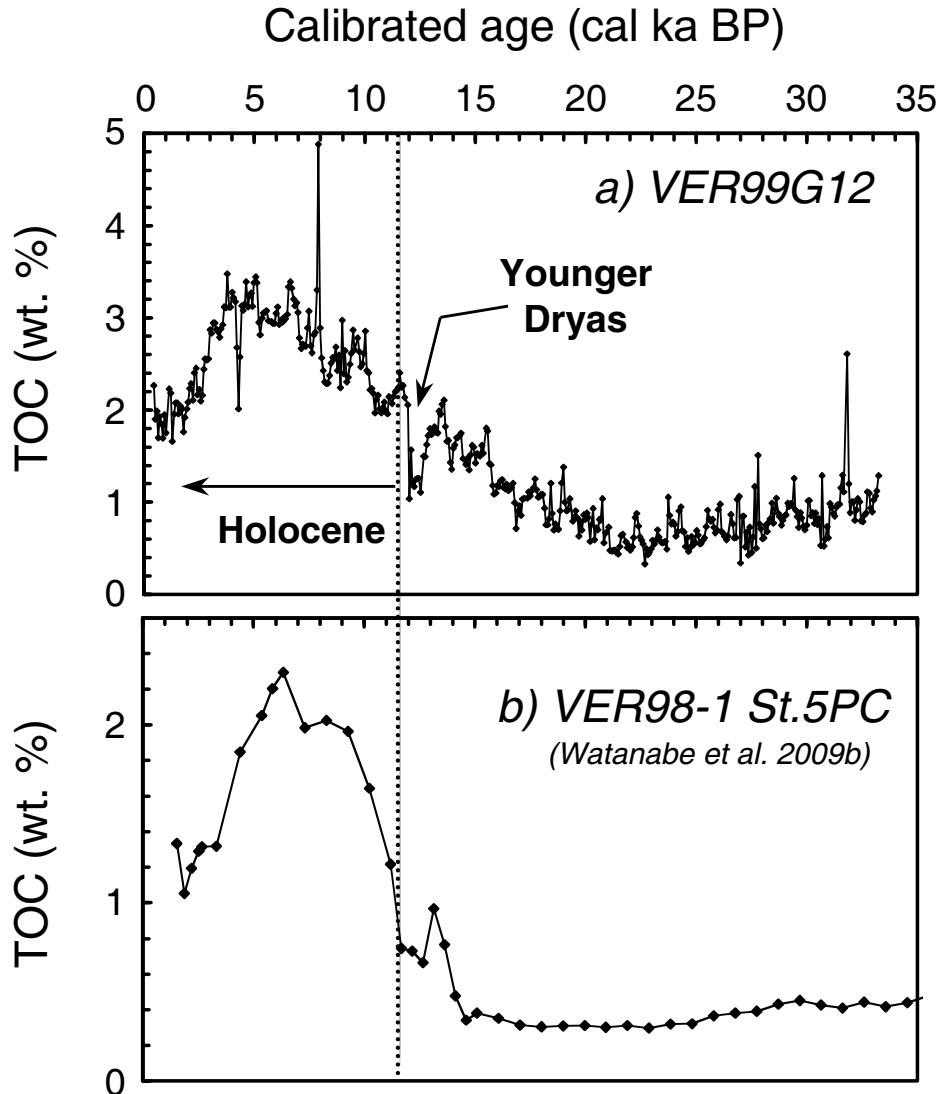 Calibrated age (cal ka BP)
0 5 10 15 20 25 30 35
5
a) VER99G12
4
Younger
Dryas
3
TOC (wt. %)
2
1
Holocene
0
b) VER98-1 St.5PC
(Watanabe et al. 2009b)
2
TOC (wt. %)
1
0